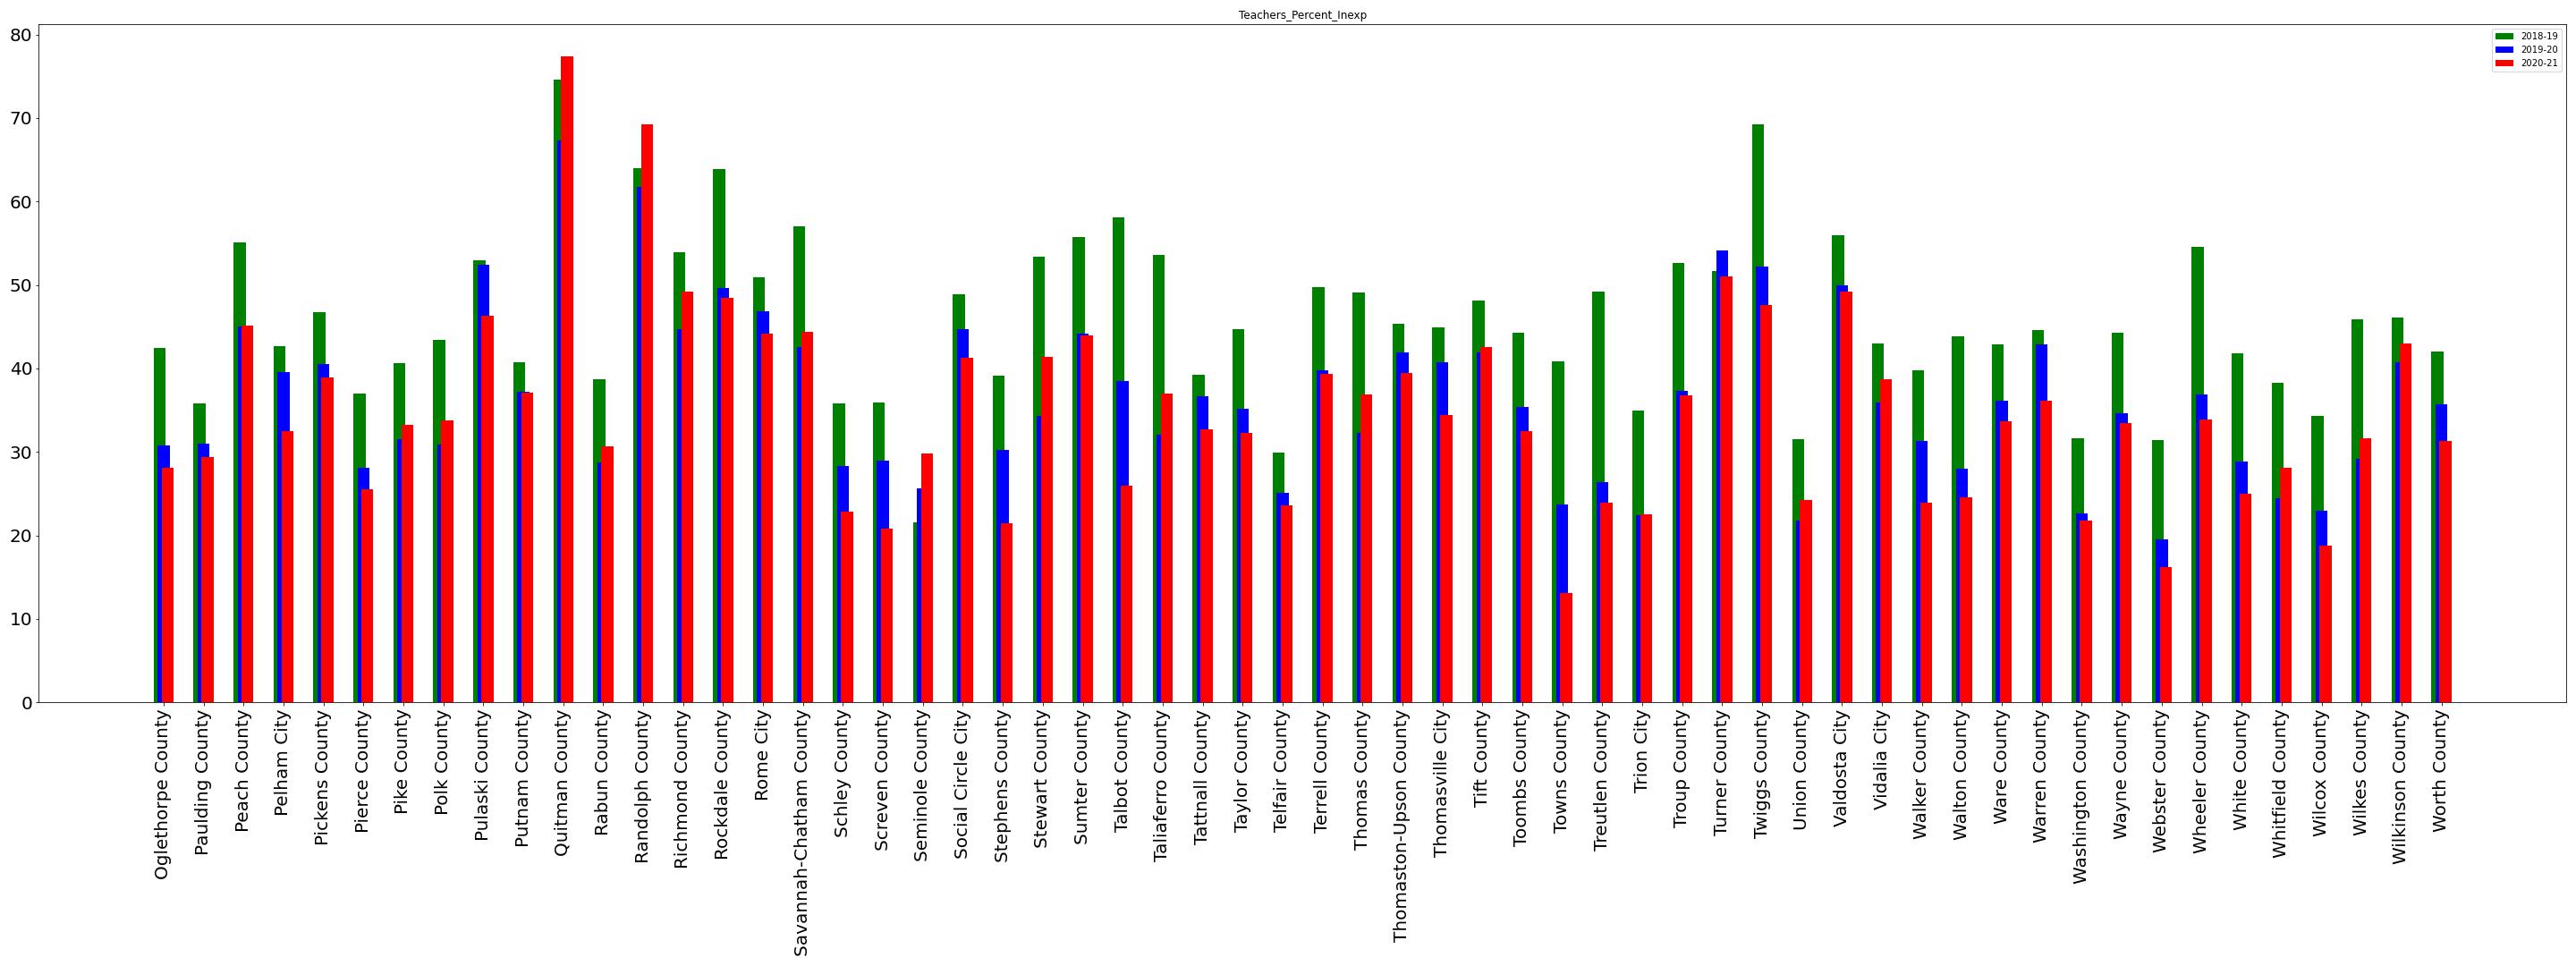 Teachers_Percent_Inexp
2018-19
2019-20
2020-21
80
70
60
50
40
30
20
10
0
Oglethorpe County
Paulding County
Peach County
Pelham City
Pickens County
Pierce County
Pike County
Polk County
Pulaski County
Putnam County
Quitman County
Rabun County
Randolph County
Richmond County
Rockdale County
Rome City
Savannah-Chatham County
Schley County
Screven County
Seminole County
Social Circle City
Stephens County
Stewart County
Sumter County
Talbot County
Taliaferro County
Tattnall County
Taylor County
Telfair County
Terrell County
Thomas County
Thomaston-Upson County
Thomasville City
Tift County
Toombs County
Towns County
Treutlen County
Trion City
Troup County
Turner County
Twiggs County
Union County
Valdosta City
Vidalia City
Walker County
Walton County
Ware County
Warren County
Washington County
Wayne County
Webster County
Wheeler County
White County
Whitfield County
Wilcox County
Wilkes County
Wilkinson County
Worth County